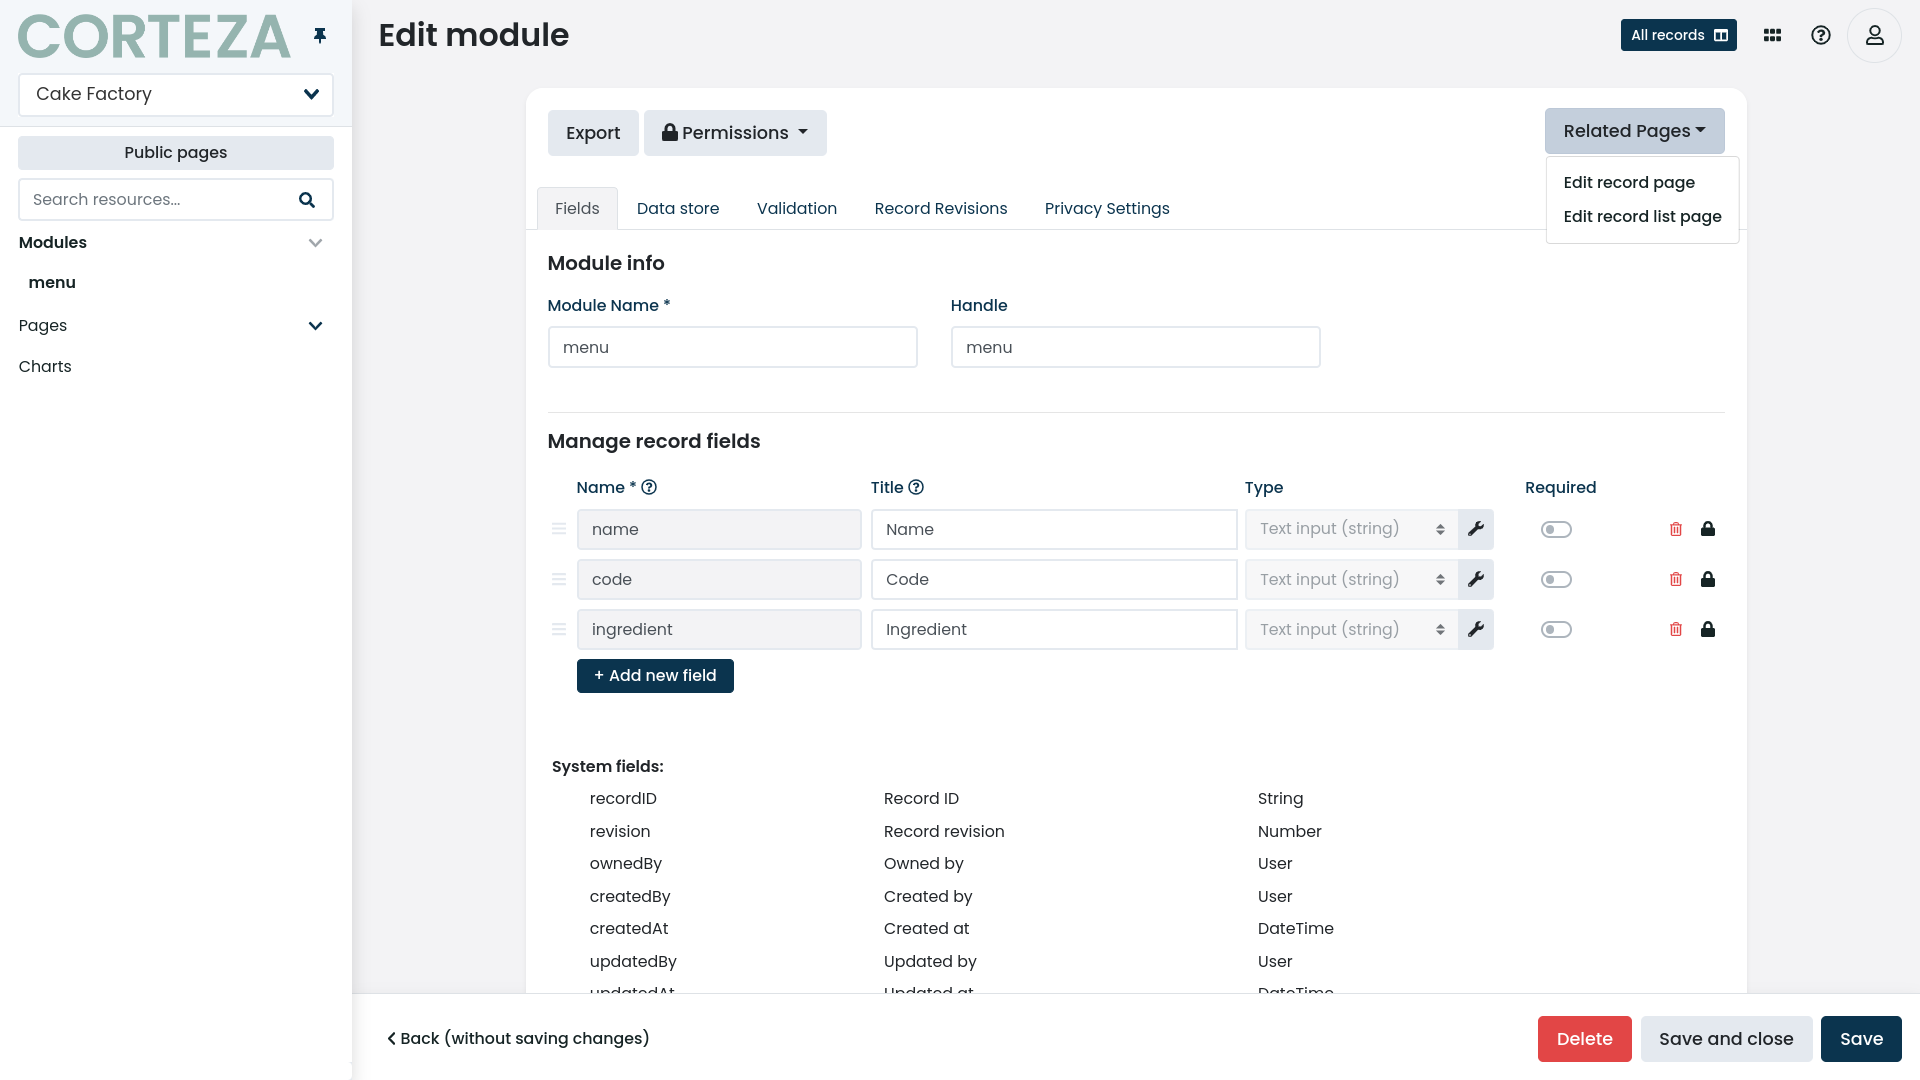 CORTEZA
Cake Factory
Public pages
Search resources...
Modules
menu
Pages
Charts
Edit module
All records
Export
Permissions
Related Pages
Edit record page
Edit record list page
Fields
Data store
Validation
Record Revisions
Privacy Settings
Module info
Module Name *
Handle
menu
menu
Manage record fields
Name *
Title
Type
Required
name
Name
Text input (string)
code
Code
Text input (string)
ingredient
Ingredient
Text input (string)
+ Add new field
System fields:
recordID
Record ID
String
revision
Record revision
Number
ownedBy
Owned by
User
createdBy
Created by
User
createdAt
Created at
DateTime
updatedBy
Updated by
User
updatedAt
Updated at
DateTime
Back (without saving changes)
Delete
Save and close
Save